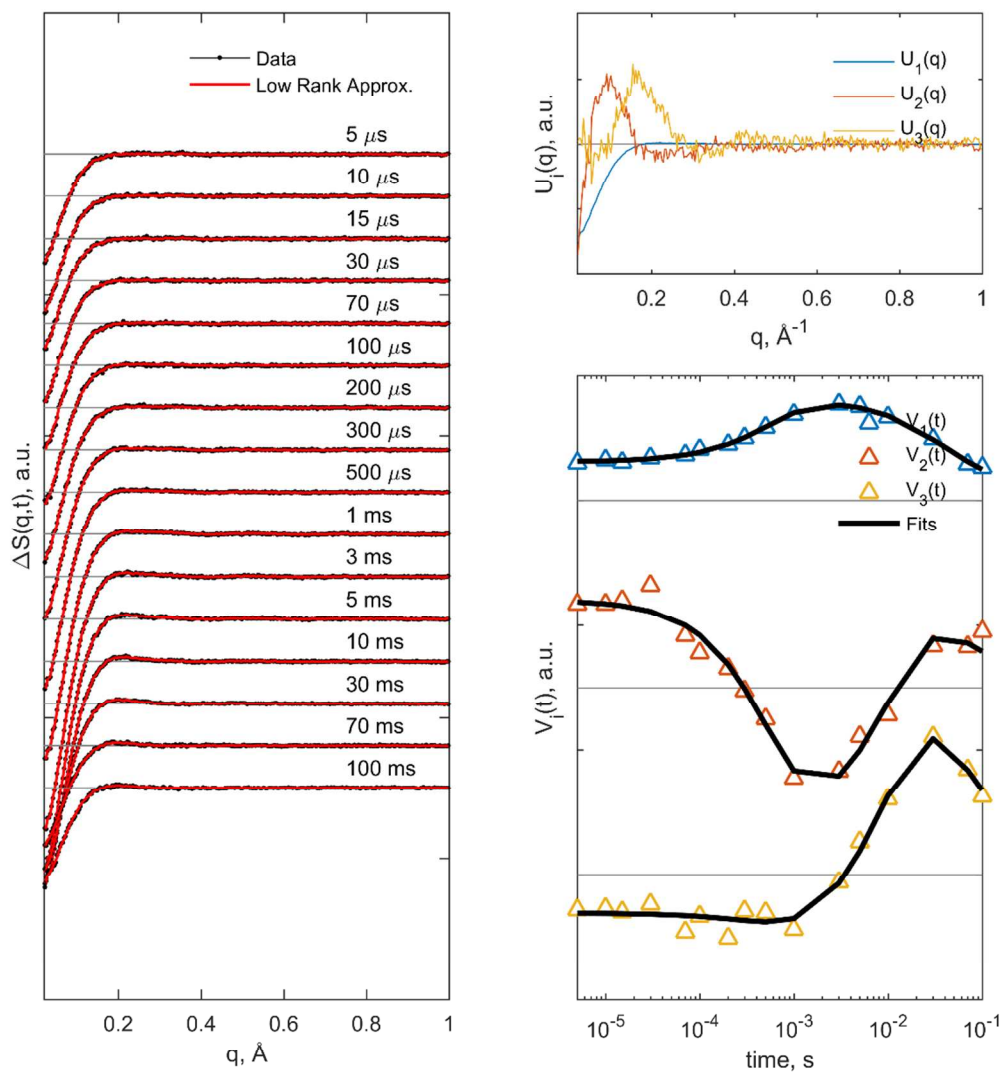 Data
Low Rank Approx.
5 μs
10 μs
15 μs
30 μs
70 μs
100 μs
200 μs
300 μs
500 μs
1 ms
3 ms
5 ms
10 ms
30 ms
70 ms
100 ms
ΔS(q,t), a.u.
0.2 0.4 0.6 0.8 1
q, Å
U₁(q)
U₂(q)
U₃(q)
Uᵢ(q), a.u.
0.2 0.4 0.6 0.8 1
q, Å⁻¹
V₁(t)
V₂(t)
V₃(t)
Fits
Vᵢ(t), a.u.
10⁻⁵ 10⁻⁴ 10⁻³ 10⁻² 10⁻¹
time, s